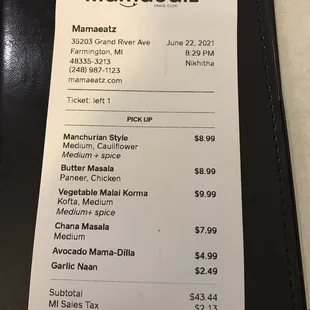 Mamaeatz
Mamaeatz
35203 Grand River Ave June 22, 2021
Farmington, MI 8:29 PM
48335-3213 Nikhitha
(248) 987-1123
mamaeatz.com
Ticket: left 1
PICK UP
Manchurian Style $8.99
Medium, Cauliflower
Medium + spice
Butter Masala $8.99
Paneer, Chicken
Vegetable Malai Korma $9.99
Kofta, Medium
Medium+ spice
Chana Masala $7.99
Medium
Avocado Mama-Dilla $4.99
Garlic Naan $2.49
Subtotal $43.44
MI Sales Tax $2.13